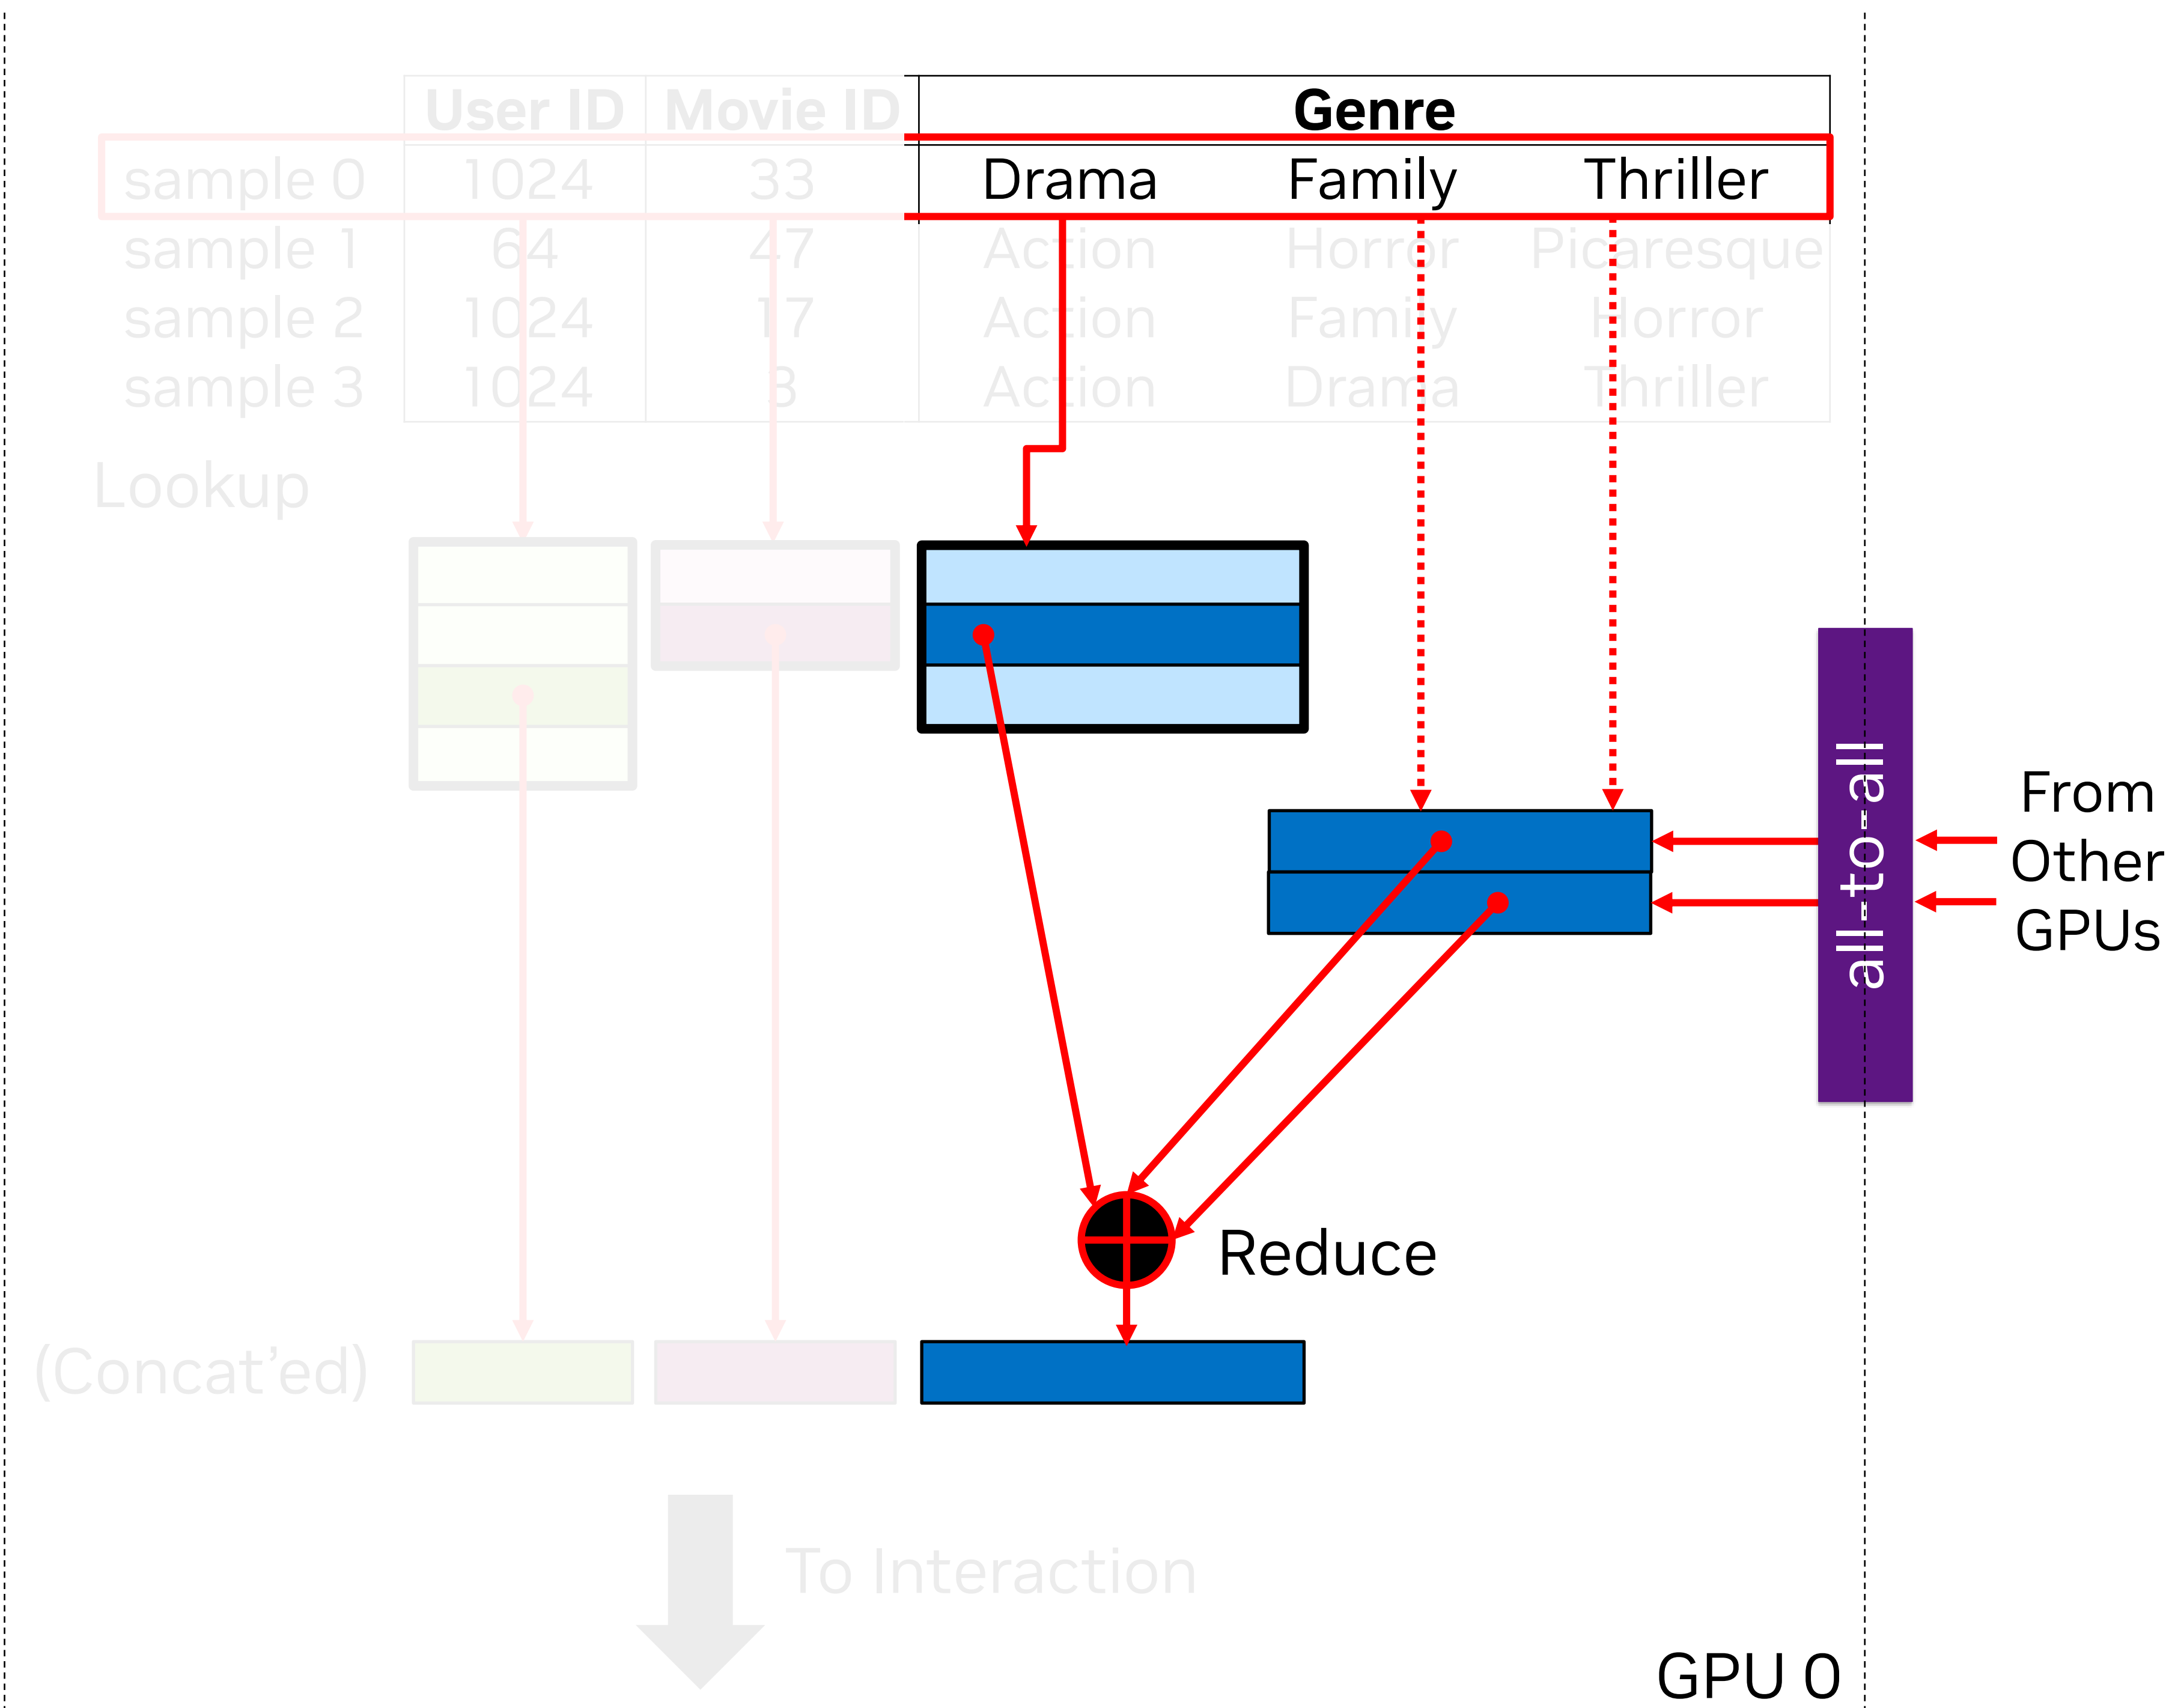 User ID Movie ID Genre
sample 0 1024 33 Drama Family Thriller
sample 1 64 47 Action Horror Picaresque
sample 2 1024 17 Action Family Horror
sample 3 1024 3 Action Drama Thriller
Lookup
all-to-all
From
Other
GPUs
Reduce
(Concat’ed)
To Interaction
GPU 0